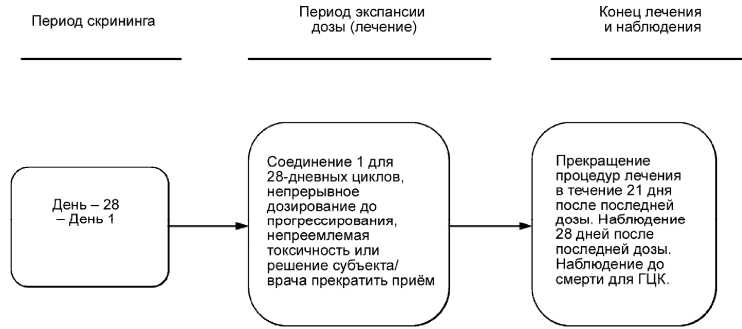 Период скрининга
Период экспансии
дозы (лечение)
Конец лечения
и наблюдения
День – 28
– День 1
Соединение 1 для
28-дневных циклов,
непрерывное
дозирование до
прогрессирования,
неприемлемая
токсичность или
решение субъекта/
врача прекратить приём
Прекращение
процедур лечения
в течение 21 дня
после последней
дозы. Наблюдение
28 дней после
последней дозы.
Наблюдение до
смерти для ГЦК.